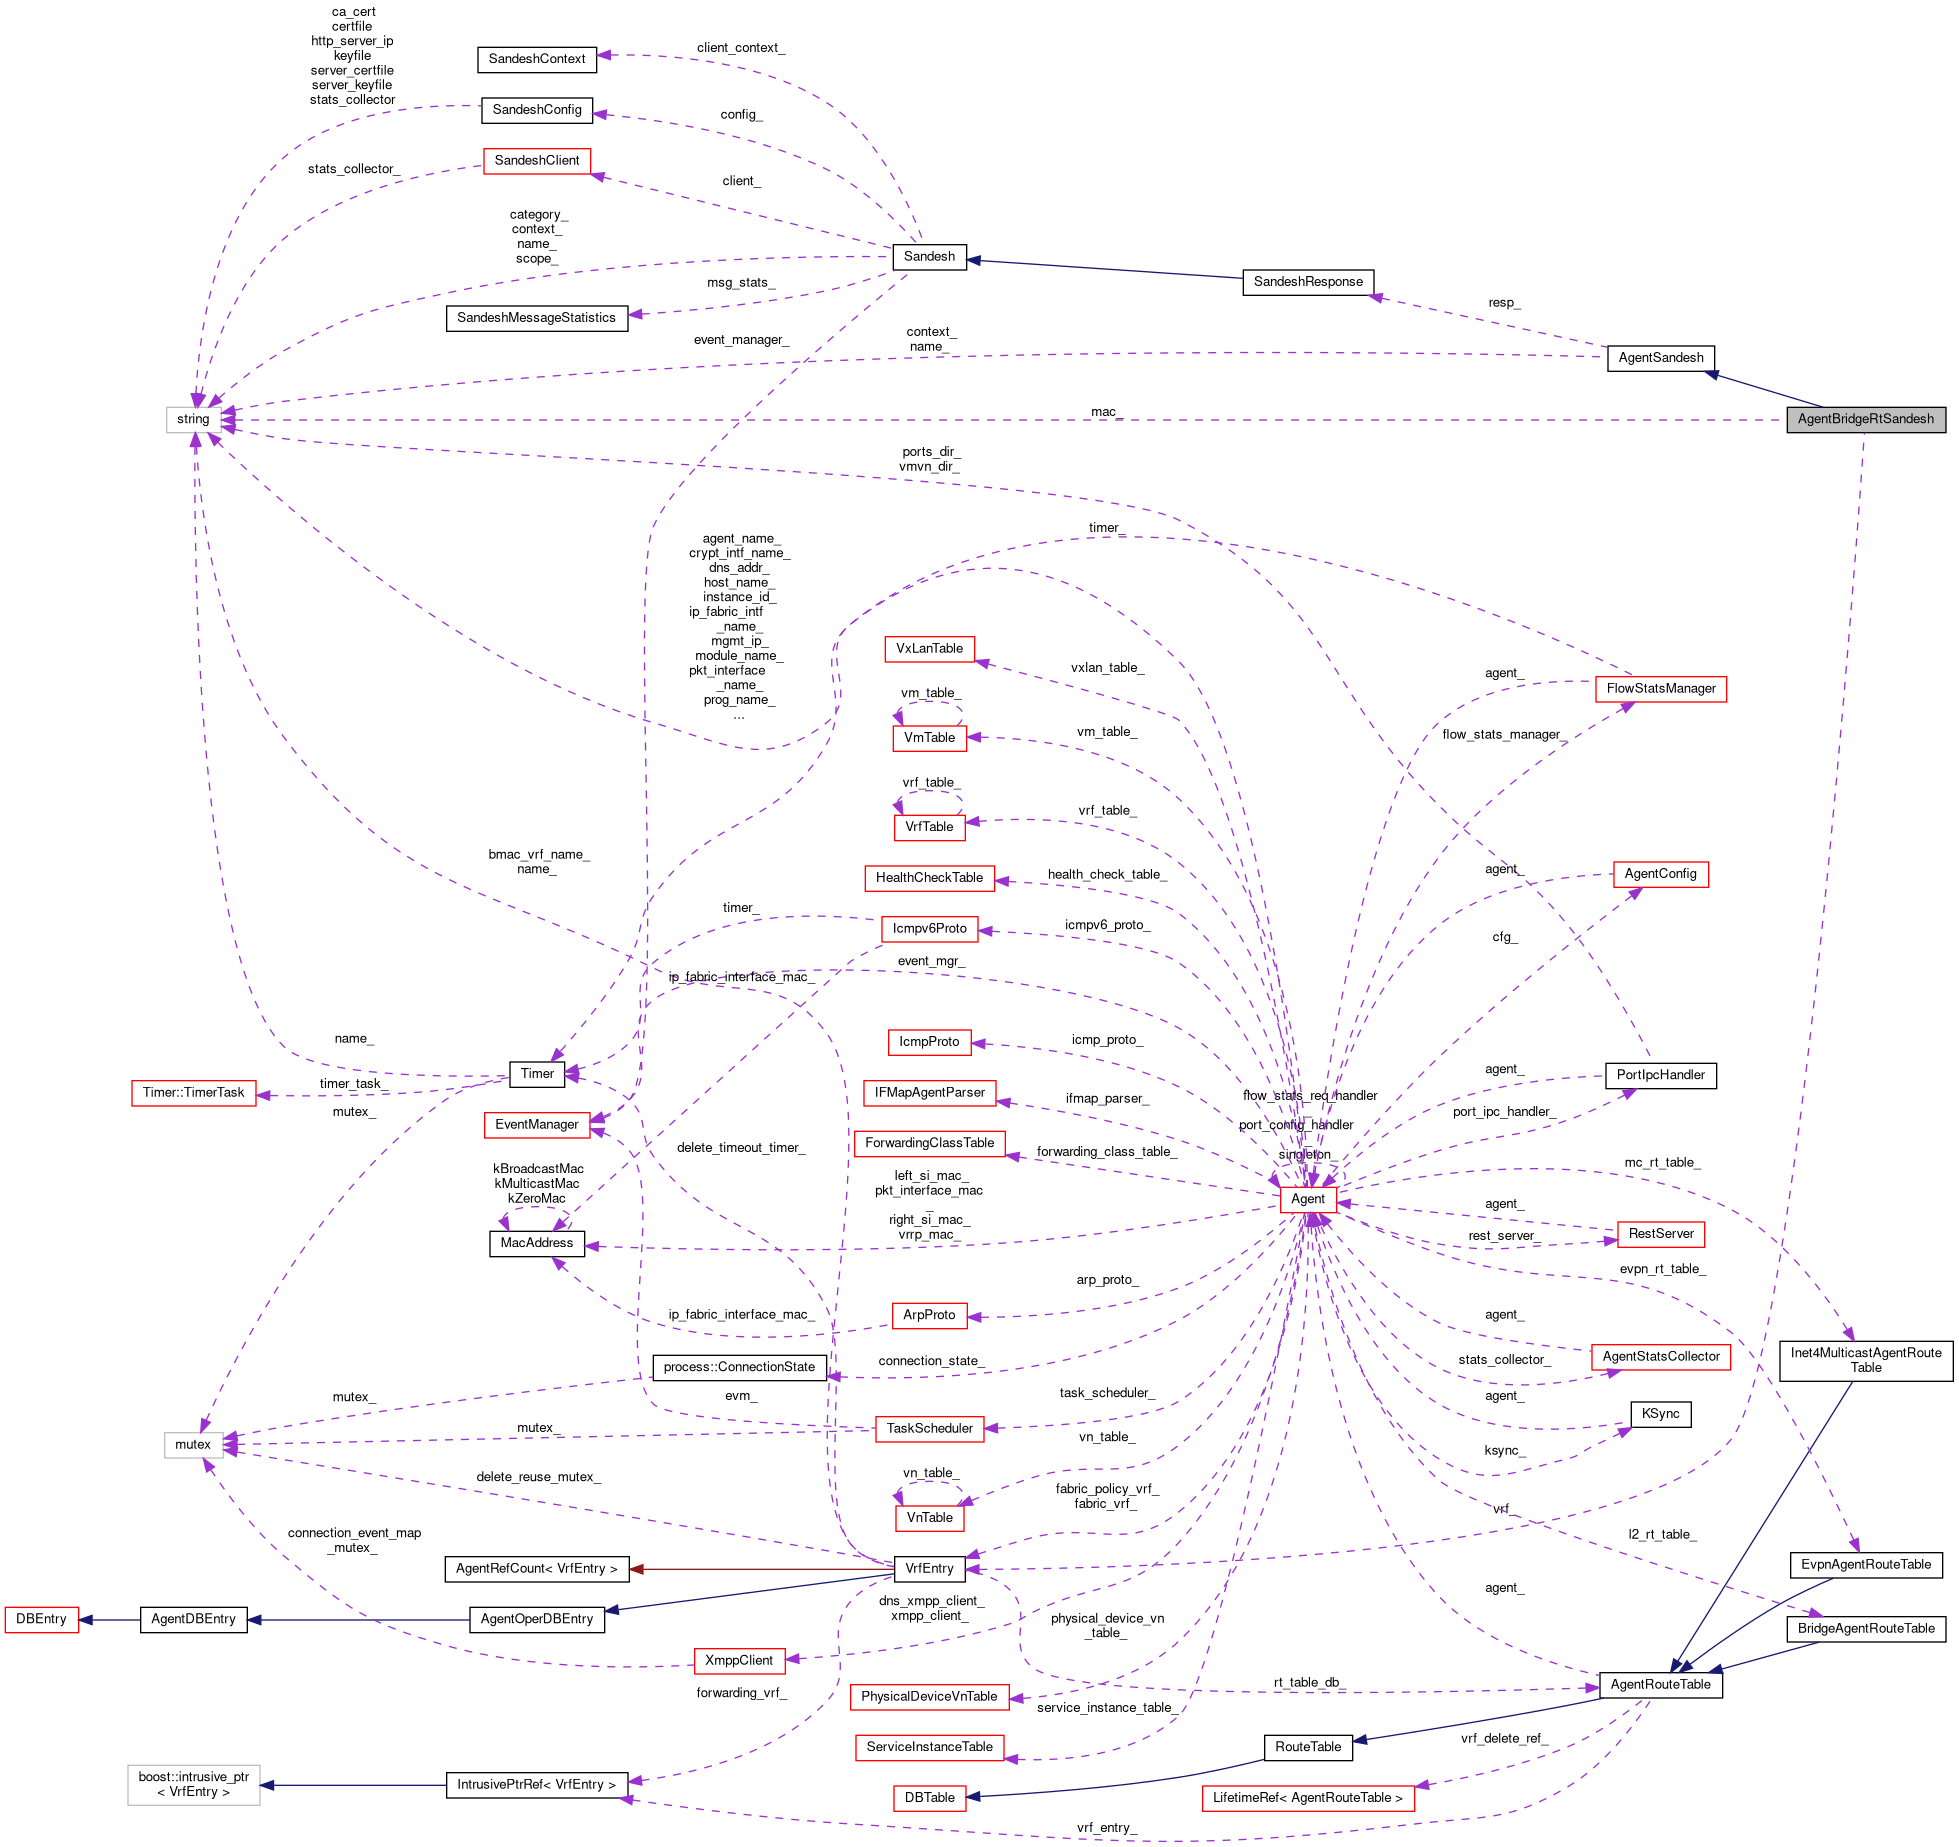 ca_cert
certfile
http_server_ip
keyfile
server_certfile
server_keyfile
stats_collector
SandeshContext
client_context_
SandeshConfig
config_
SandeshClient
stats_collector_
client_
category_
context_
name_
scope_
Sandesh
SandeshResponse
msg_stats_
SandeshMessageStatistics
resp_
event_manager_
context_
name_
AgentSandesh
string
mac_
AgentBridgeRtSandesh
ports_dir_
vmvn_dir_
timer_
agent_name_
crypt_intf_name_
dns_addr_
host_name_
instance_id_
ip_fabric_intf
_name_
mgmt_ip_
module_name_
pkt_interface
_name_
prog_name_
...
VxLanTable
vxlan_table_
agent_
FlowStatsManager
vm_table_
VmTable
vm_table_
flow_stats_manager_
vrf_table_
VrfTable
vrf_table_
bmac_vrf_name_
name_
HealthCheckTable
health_check_table_
agent_
AgentConfig
timer_
Icmpv6Proto
icmpv6_proto_
cfg_
ip_fabric_interface_mac_
event_mgr_
name_
IcmpProto
icmp_proto_
Timer
Timer::TimerTask
timer_task_
mutex_
IFMapAgentParser
ifmap_parser_
flow_stats_req_handler
_
port_config_handler
_
singleton_
agent_
PortIpcHandler
port_ipc_handler_
EventManager
ForwardingClassTable
forwarding_class_table_
delete_timeout_timer_
kBroadcastMac
kMulticastMac
kZeroMac
left_si_mac_
pkt_interface_mac
_
right_si_mac_
vrrp_mac_
Agent
mc_rt_table_
MacAddress
agent_
RestServer
rest_server_
evpn_rt_table_
arp_proto_
ip_fabric_interface_mac_
ArpProto
agent_
process::ConnectionState
connection_state_
stats_collector_
AgentStatsCollector
Inet4MulticastAgentRoute
Table
mutex_
evm_
task_scheduler_
agent_
KSync
mutex
mutex_
TaskScheduler
vn_table_
ksync_
delete_reuse_mutex_
vn_table_
VnTable
fabric_policy_vrf_
fabric_vrf_
vrf_
connection_event_map
_mutex_
l2_rt_table_
AgentRefCount< VrfEntry >
VrfEntry
EvpnAgentRouteTable
agent_
dns_xmpp_client_
xmpp_client_
DBEntry
AgentDBEntry
AgentOperDBEntry
physical_device_vn
_table_
BridgeAgentRouteTable
XmppClient
forwarding_vrf_
PhysicalDeviceVnTable
rt_table_db_
AgentRouteTable
service_instance_table_
ServiceInstanceTable
RouteTable
vrf_delete_ref_
boost::intrusive_ptr
< VrfEntry >
IntrusivePtrRef< VrfEntry >
DBTable
LifetimeRef< AgentRouteTable >
vrf_entry_